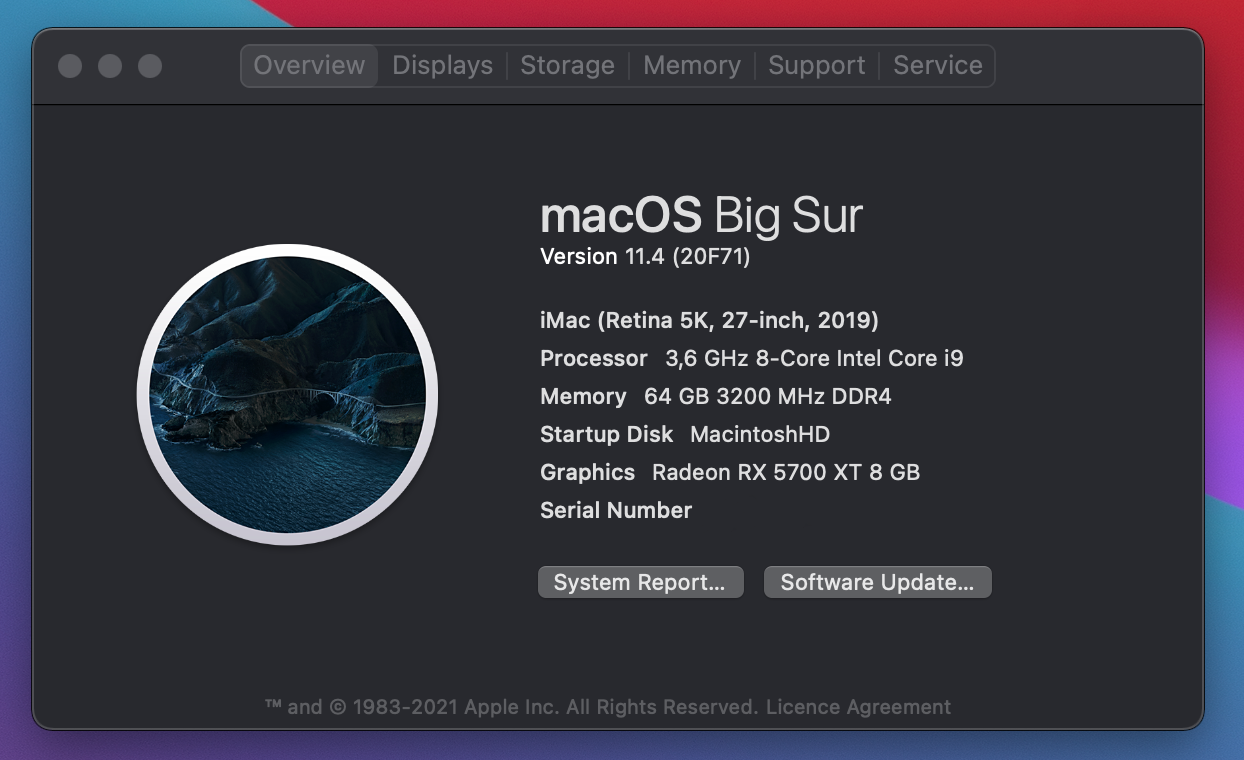 Overview Displays Storage Memory Support Service
macOS Big Sur
Version 11.4 (20F71)
iMac (Retina 5K, 27-inch, 2019)
Processor 3,6 GHz 8-Core Intel Core i9
Memory 64 GB 3200 MHz DDR4
Startup Disk MacintoshHD
Graphics Radeon RX 5700 XT 8 GB
Serial Number
System Report... Software Update...
™ and © 1983-2021 Apple Inc. All Rights Reserved. Licence Agreement